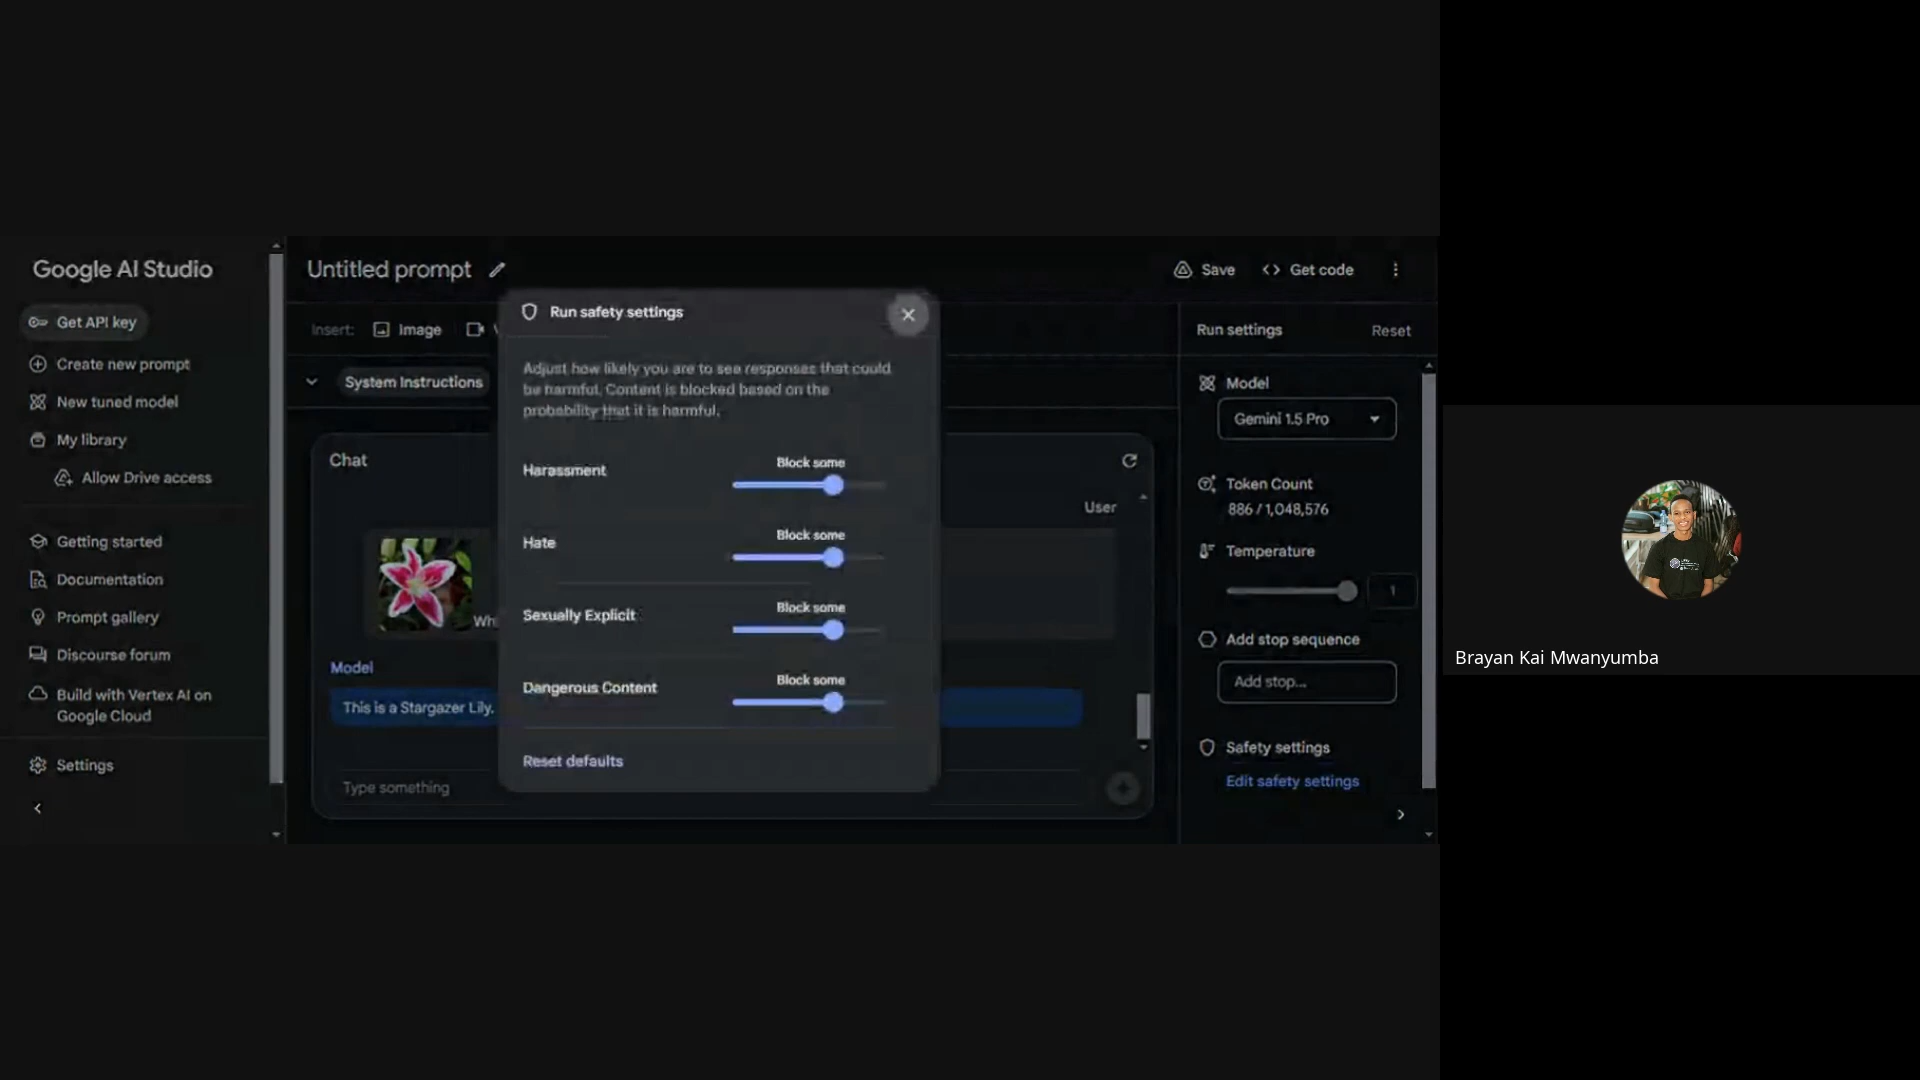 Google AI Studio
Get API key
Create new prompt
New tuned model
My library
Allow Drive access
Getting started
Documentation
Prompt gallery
Discourse forum
Build with Vertex AI on
Google Cloud
Settings
Untitled prompt
Save
Get code
Insert:
Image
System Instructions
Chat
User
Model
This is a Stargazer Lily.
Type something
Run safety settings
Adjust how likely you are to see responses that could
be harmful. Content is blocked based on the
probability that it is harmful.
Harassment
Block some
Hate
Block some
Sexually Explicit
Block some
Dangerous Content
Block some
Reset defaults
Run settings
Reset
Model
Gemini 1.5 Pro
Token Count
886 / 1,048,576
Temperature
1
Add stop sequence
Add stop...
Safety settings
Edit safety settings
Brayan Kai Mwanyumba